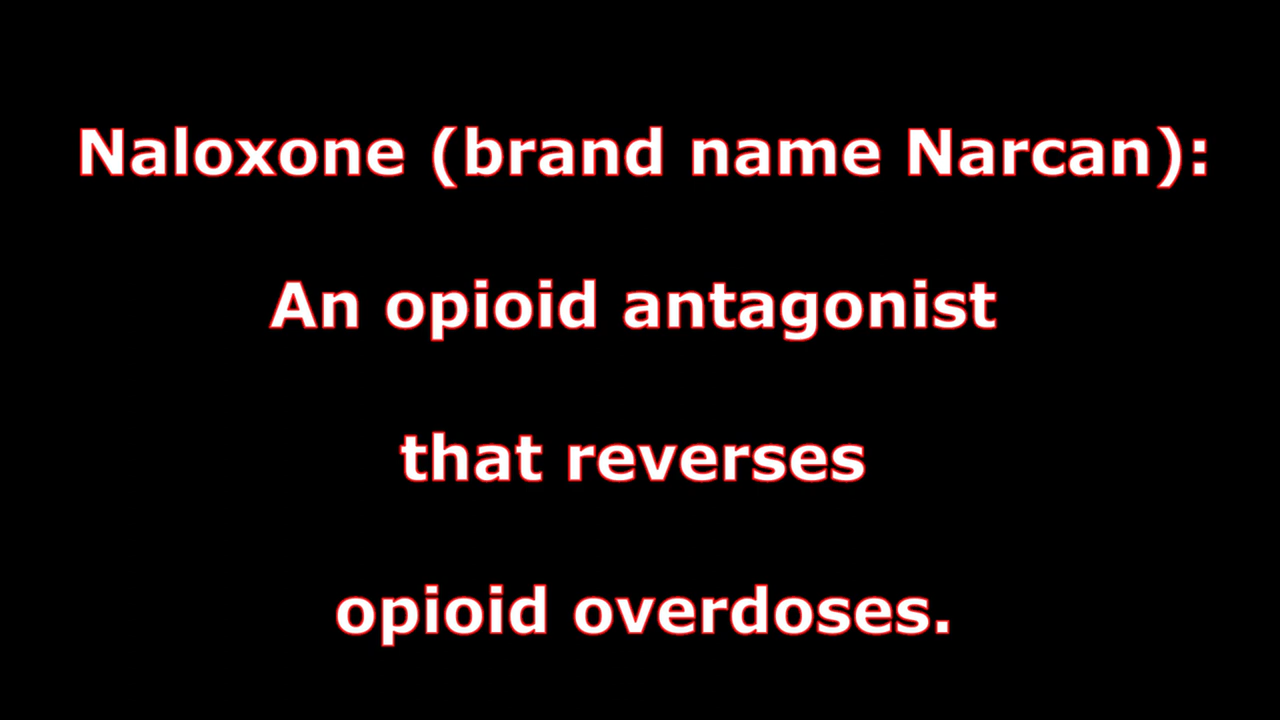 Naloxone (brand name Narcan):
An opioid antagonist
that reverses
opioid overdoses.